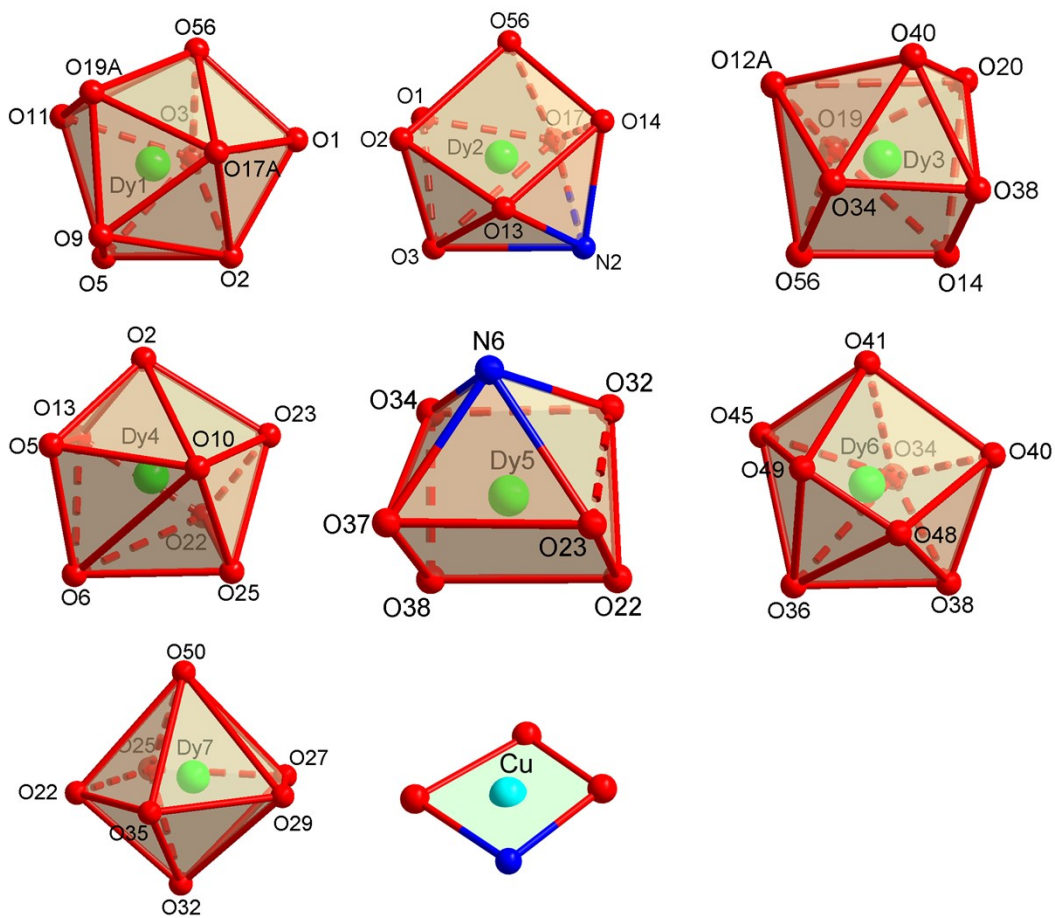 O56
O19A
O11
O3
O1
O17A
Dy1
O9
O5
O2
O56
O1
O2
O17
O14
Dy2
O13
O3
N2
O40
O12A
O20
O19
Dy3
O34
O38
O56
O14
O2
O13
O23
O5
Dy4
O10
O22
O6
O25
N6
O34
O32
Dy5
O37
O23
O38
O22
O41
O45
Dy6
O34
O40
O49
O48
O36
O38
O50
O25
Dy7
O27
O22
O35
O29
O32
Cu